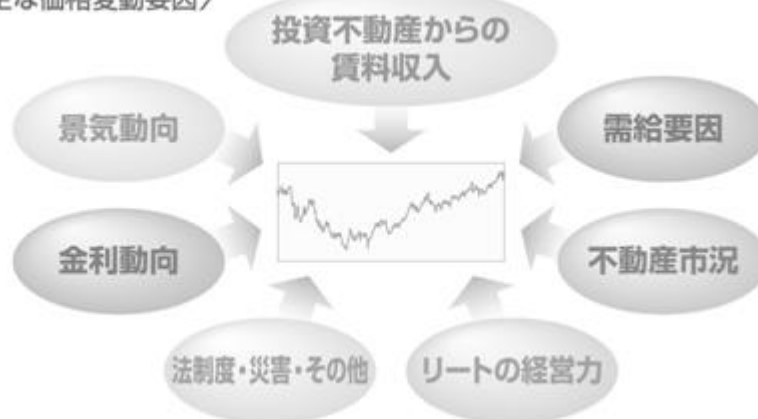 主な価格変動要因〉
投資不動産からの
賃料収入
景気動向
需給要因
金利動向
不動産市況
法制度・災害・その他
リートの経営力